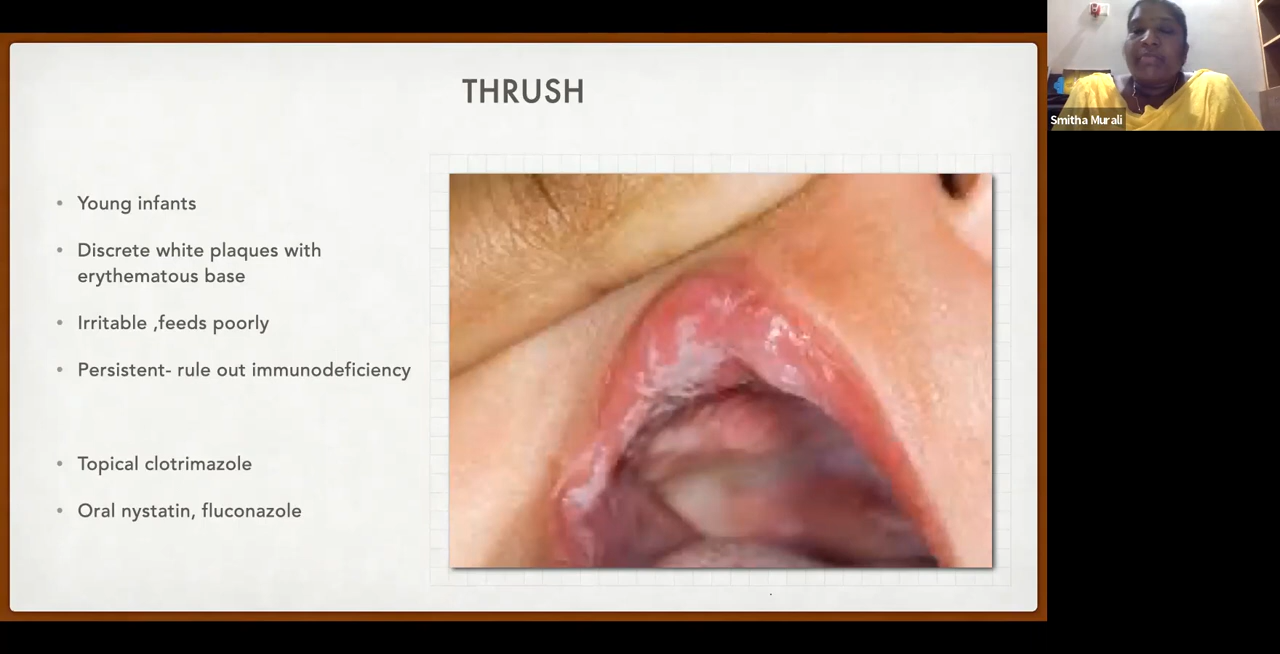 THRUSH
Smitha Murali
• Young infants
• Discrete white plaques with
erythematous base
• Irritable ,feeds poorly
• Persistent- rule out immunodeficiency
• Topical clotrimazole
• Oral nystatin, fluconazole